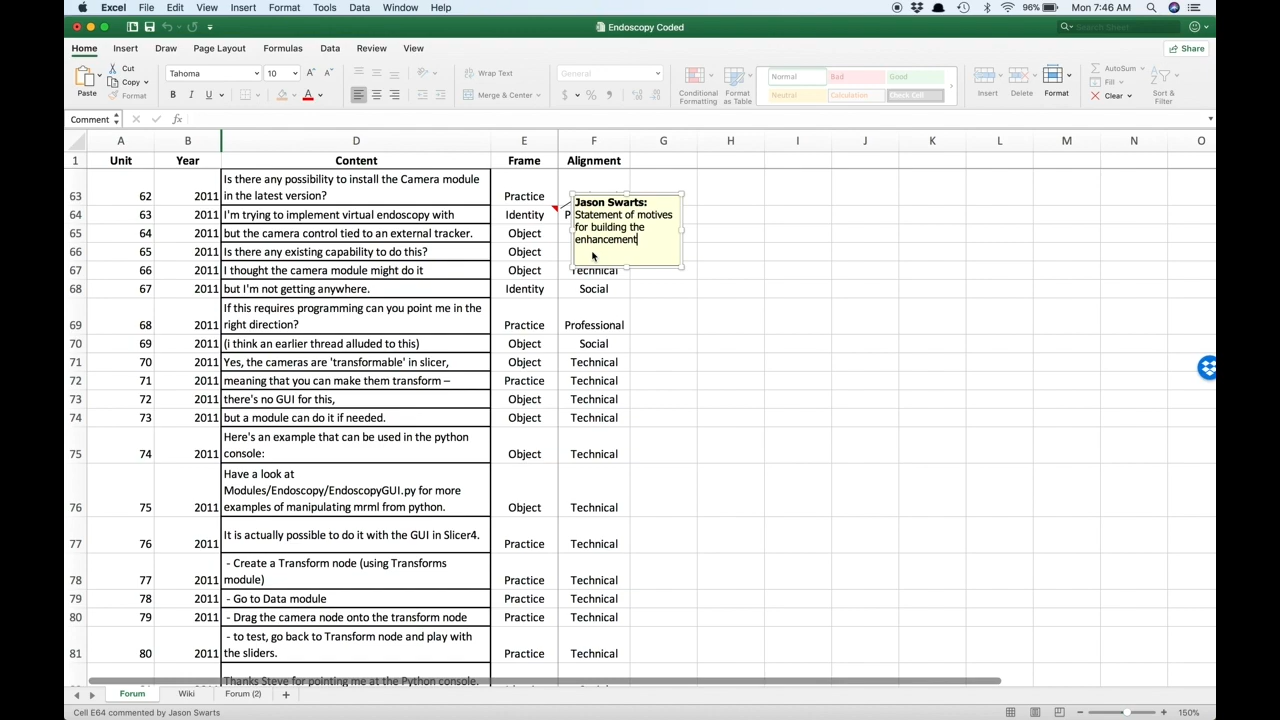 Excel File Edit View Insert Format Tools Data Window Help 96% Mon 7:46 AM
Endoscopy Coded
Search Sheet
Home Insert Draw Page Layout Formulas Data Review View Share
Paste Cut Copy Format
Tahoma 10
B I U
Wrap Text
Merge & Center
General
$ %
Conditional Formatting
Format as Table
Normal Bad Good
Neutral Calculation Check Cell
Insert Delete Format
AutoSum
Fill
Clear
Sort & Filter
Comment fx
A B D E F G H I J K L M N O
1 Unit Year Content Frame Alignment
Is there any possibility to install the Camera module
63 62 2011 in the latest version? Practice
64 63 2011 I'm trying to implement virtual endoscopy with Identity P
65 64 2011 but the camera control tied to an external tracker. Object
66 65 2011 Is there any existing capability to do this? Object
67 66 2011 I thought the camera module might do it Object Technical
68 67 2011 but I'm not getting anywhere. Identity Social
Jason Swarts:
Statement of motives
for building the
enhancement
If this requires programming can you point me in the
69 68 2011 right direction? Practice Professional
70 69 2011 (i think an earlier thread alluded to this) Object Social
71 70 2011 Yes, the cameras are 'transformable' in slicer, Object Technical
72 71 2011 meaning that you can make them transform – Practice Technical
73 72 2011 there's no GUI for this, Object Technical
74 73 2011 but a module can do it if needed. Object Technical
Here's an example that can be used in the python
75 74 2011 console: Object Technical
Have a look at
Modules/Endoscopy/EndoscopyGUI.py for more
76 75 2011 examples of manipulating mrml from python. Object Technical
It is actually possible to do it with the GUI in Slicer4.
77 76 2011 Practice Technical
- Create a Transform node (using Transforms
78 77 2011 module) Practice Technical
79 78 2011 - Go to Data module Practice Technical
80 79 2011 - Drag the camera node onto the transform node Practice Technical
- to test, go back to Transform node and play with
81 80 2011 the sliders. Practice Technical
Thanks Steve for pointing me at the Python console.
Forum Wiki Forum (2) +
Cell E64 commented by Jason Swarts 150%